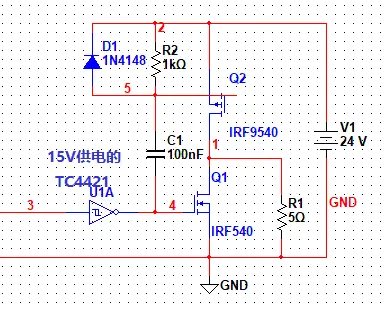 2
D1
1N4148
R2
1kΩ
5
Q2
IRF9540
C1
100nF
1
V1
24 V
15V供电的
TC4421
U1A
Q1
3
4
IRF540
R1
5Ω
GND
GND